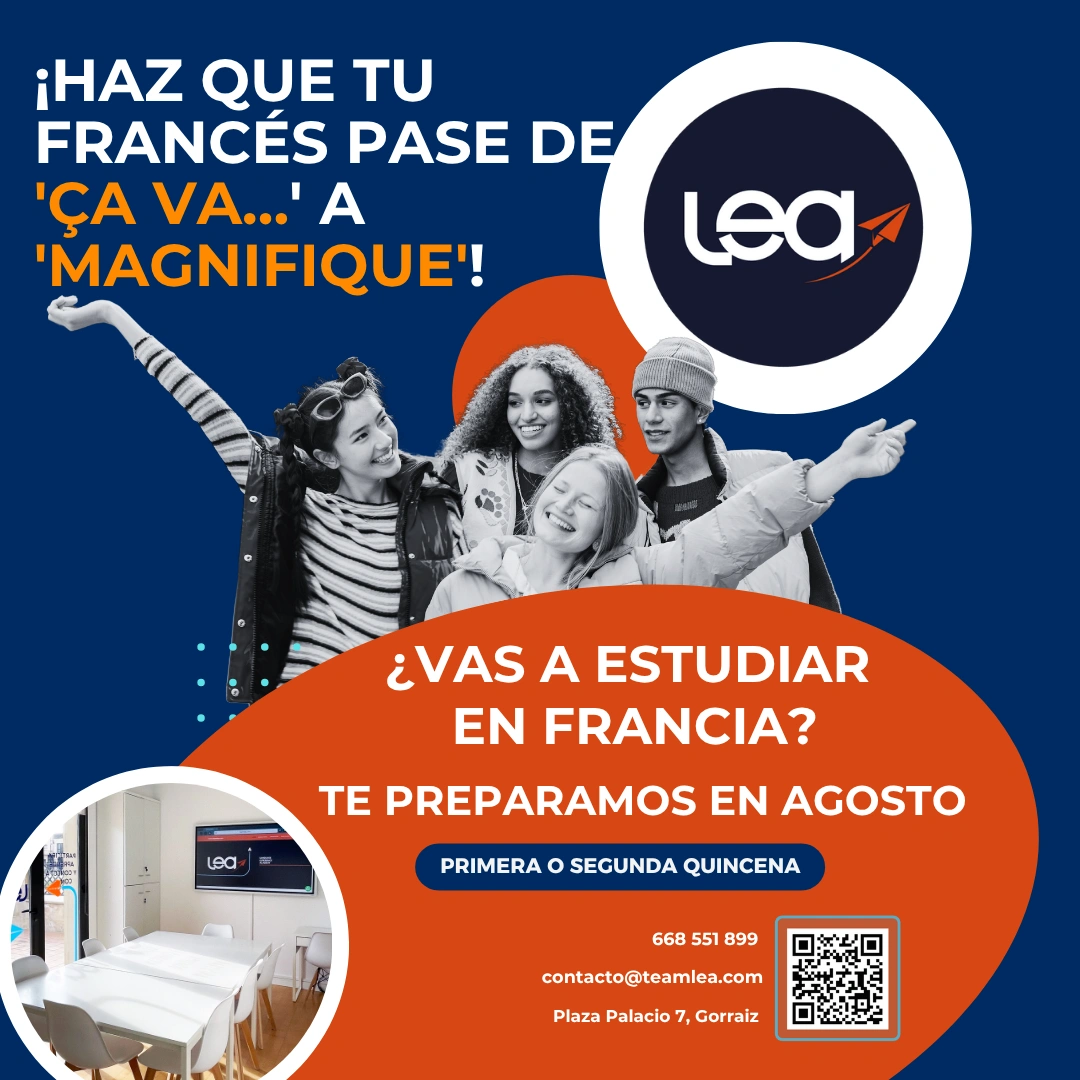 ¡HAZ QUE TU
FRANCÉS PASE DE
'ÇA VA...' A
'MAGNIFIQUE'!
Lea
¿VAS A ESTUDIAR
EN FRANCIA?
TE PREPARAMOS EN AGOSTO
PRIMERA O SEGUNDA QUINCENA
668 551 899
contacto@teamlea.com
Plaza Palacio 7, Gorraiz
Lea